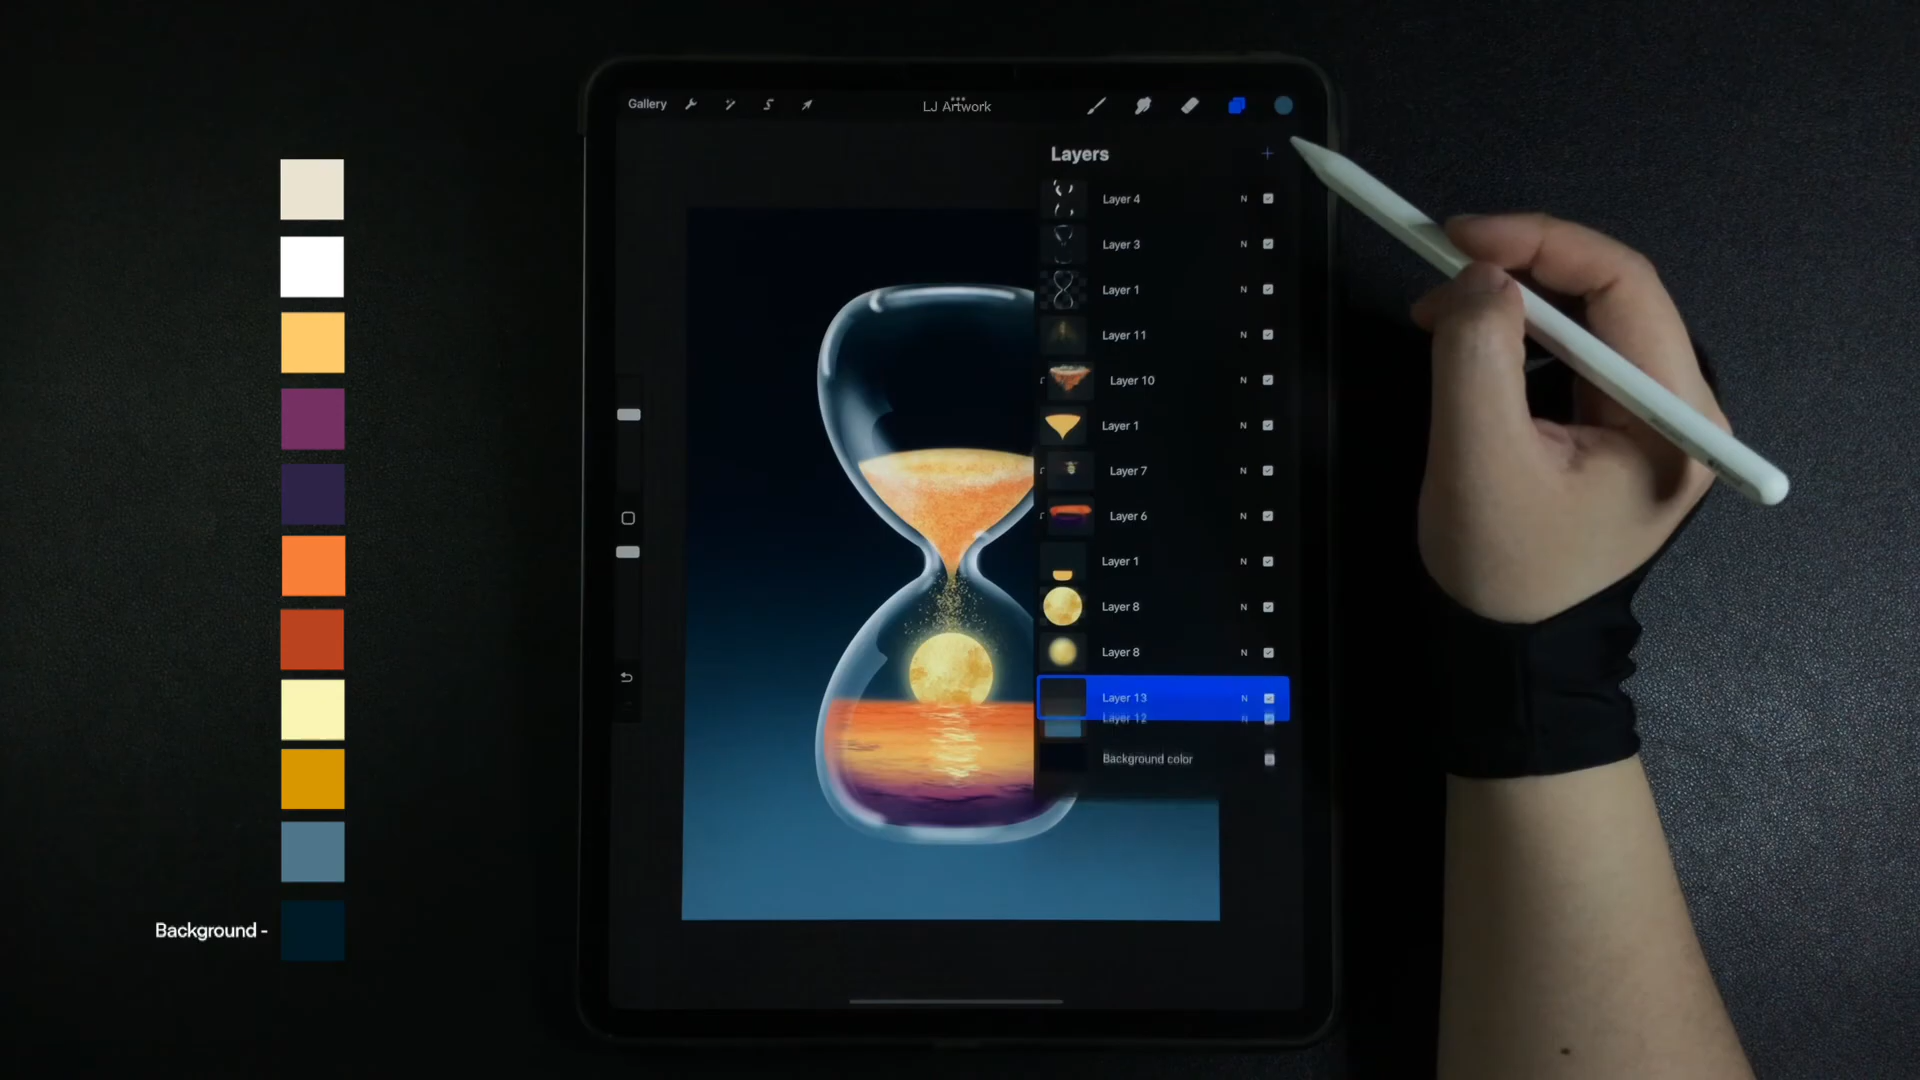 Gallery
LJ Artwork
Layers
Layer 4 N
Layer 3 N
Layer 1 N
Layer 11 N
Layer 10 N
Layer 1 N
Layer 7 N
Layer 6 N
Layer 1 N
Layer 8 N
Layer 8 N
Layer 13 N
Layer 12 N
Background color
Background -